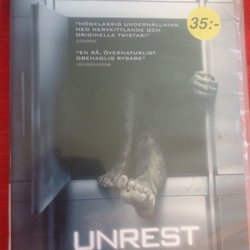 "HÖGKLASSIG UNDERHÅLLNING
MED NERVKITTLANDE OCH
ORIGINELLA TWISTAR!"
"EN RÅ, ÖVERNATURLIGT
OBEHAGLIG RYSARE"
35:-
UNREST